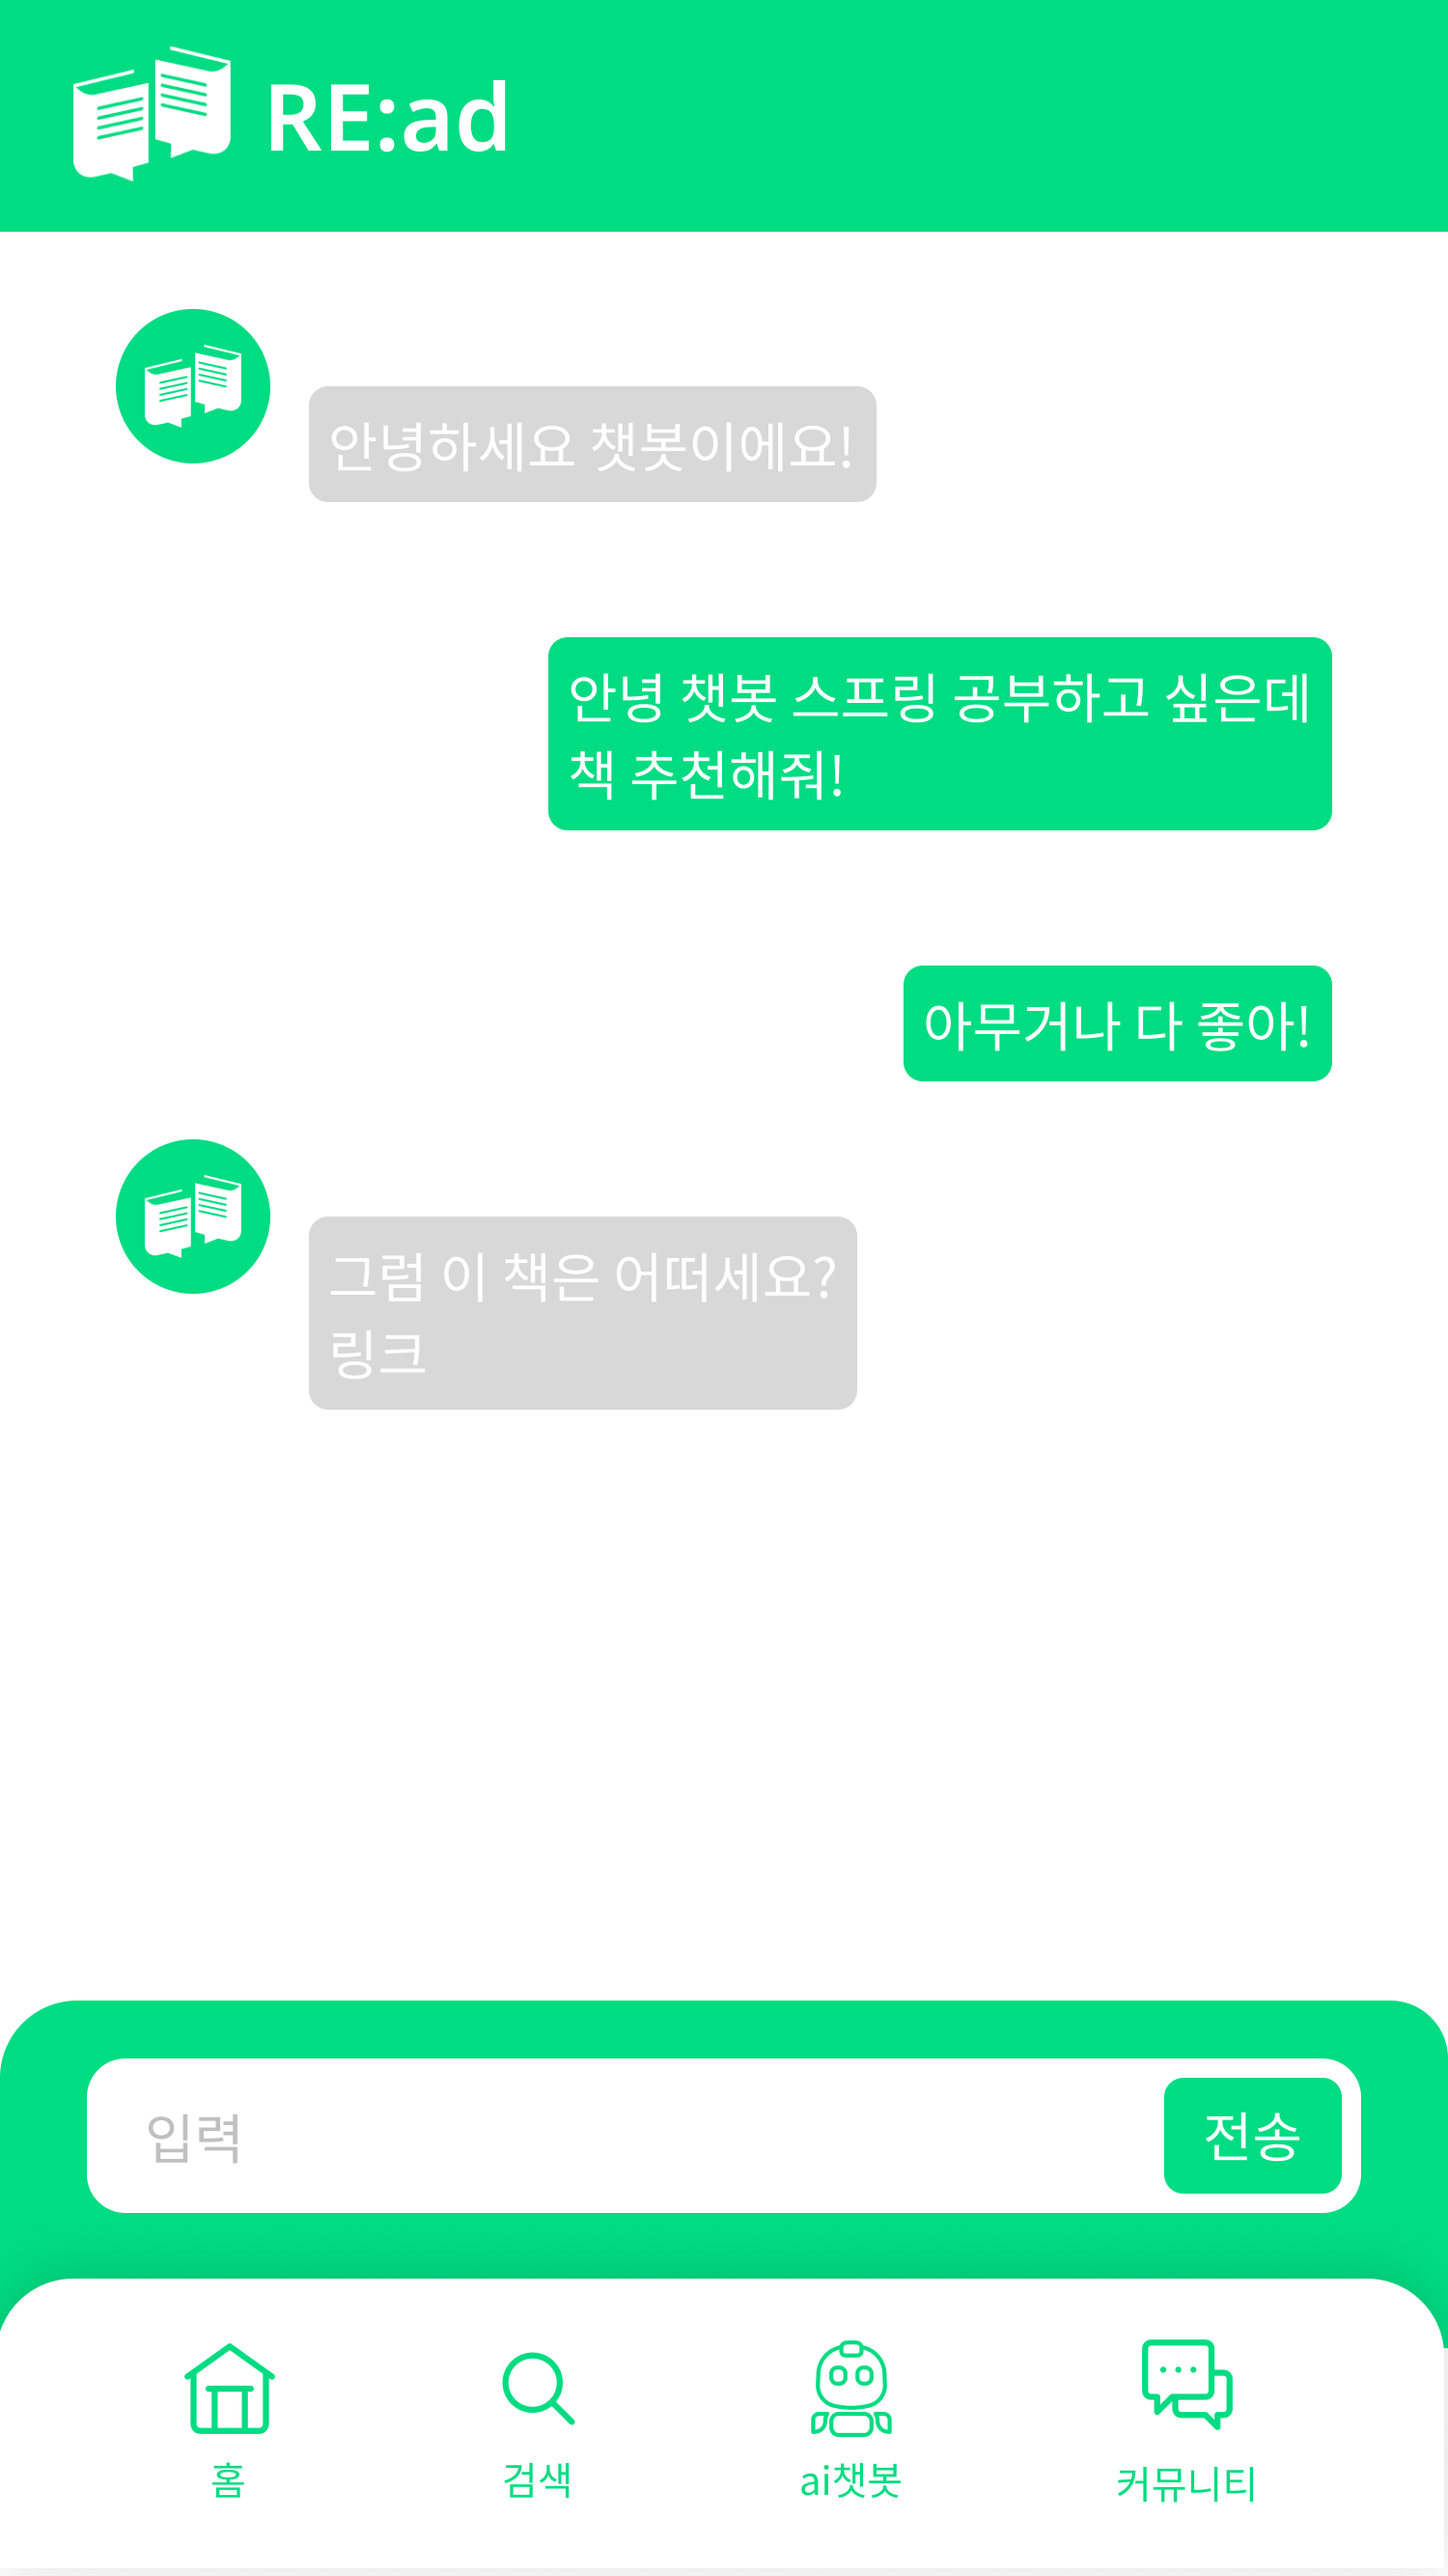 RE:ad
안녕하세요 챗봇이에요!
안녕 챗봇 스프링 공부하고 싶은데
책 추천해줘!
아무거나 다 좋아!
그럼 이 책은 어떠세요?
링크
입력
전송
홈
검색
ai챗봇
커뮤니티